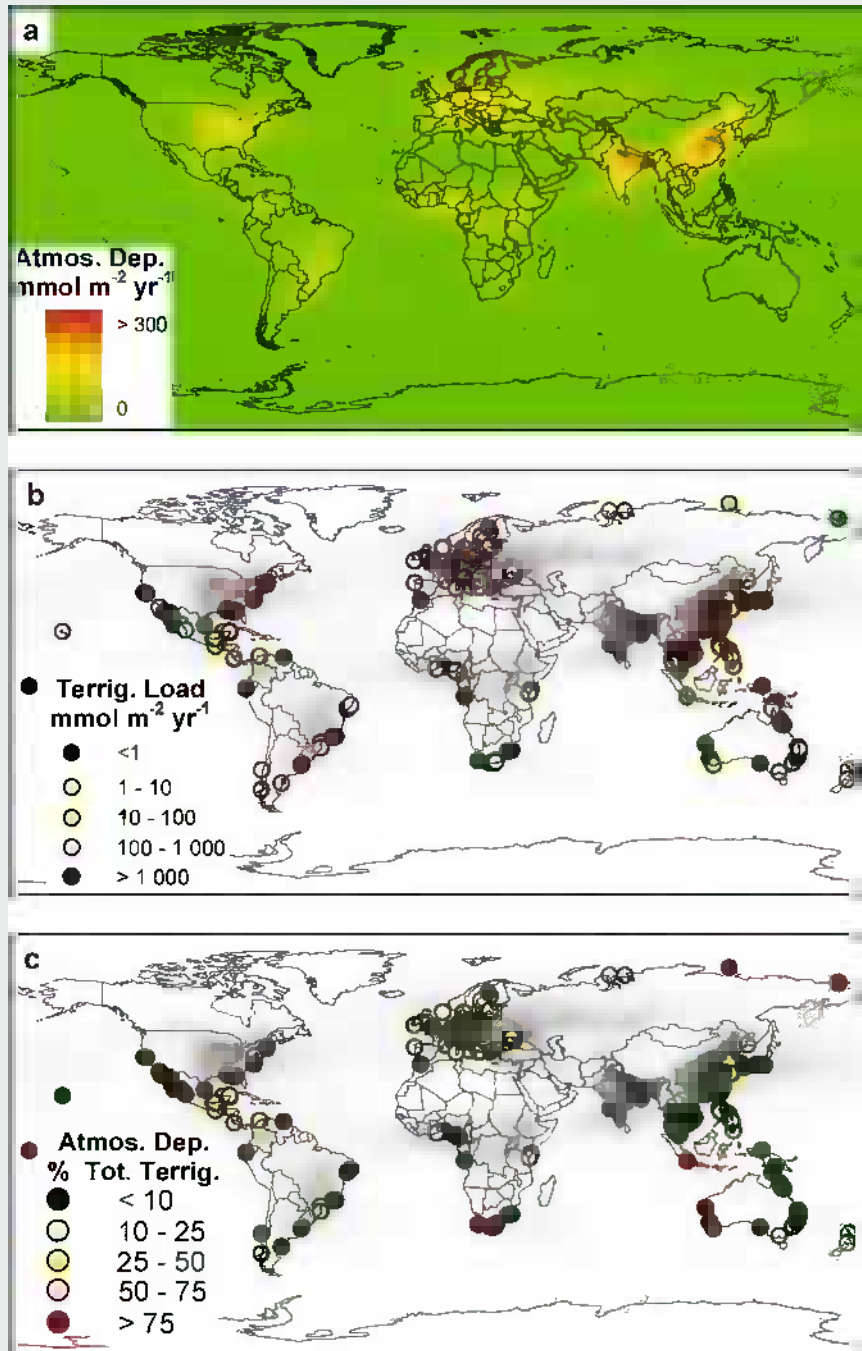 a
Atmos. Dep.
mmol m⁻² yr⁻¹
> 300
0
b
Terrig. Load
mmol m⁻² yr⁻¹
<1
1 - 10
10 - 100
100 - 1 000
> 1 000
c
Atmos. Dep.
% Tot. Terrig.
< 10
10 - 25
25 - 50
50 - 75
> 75